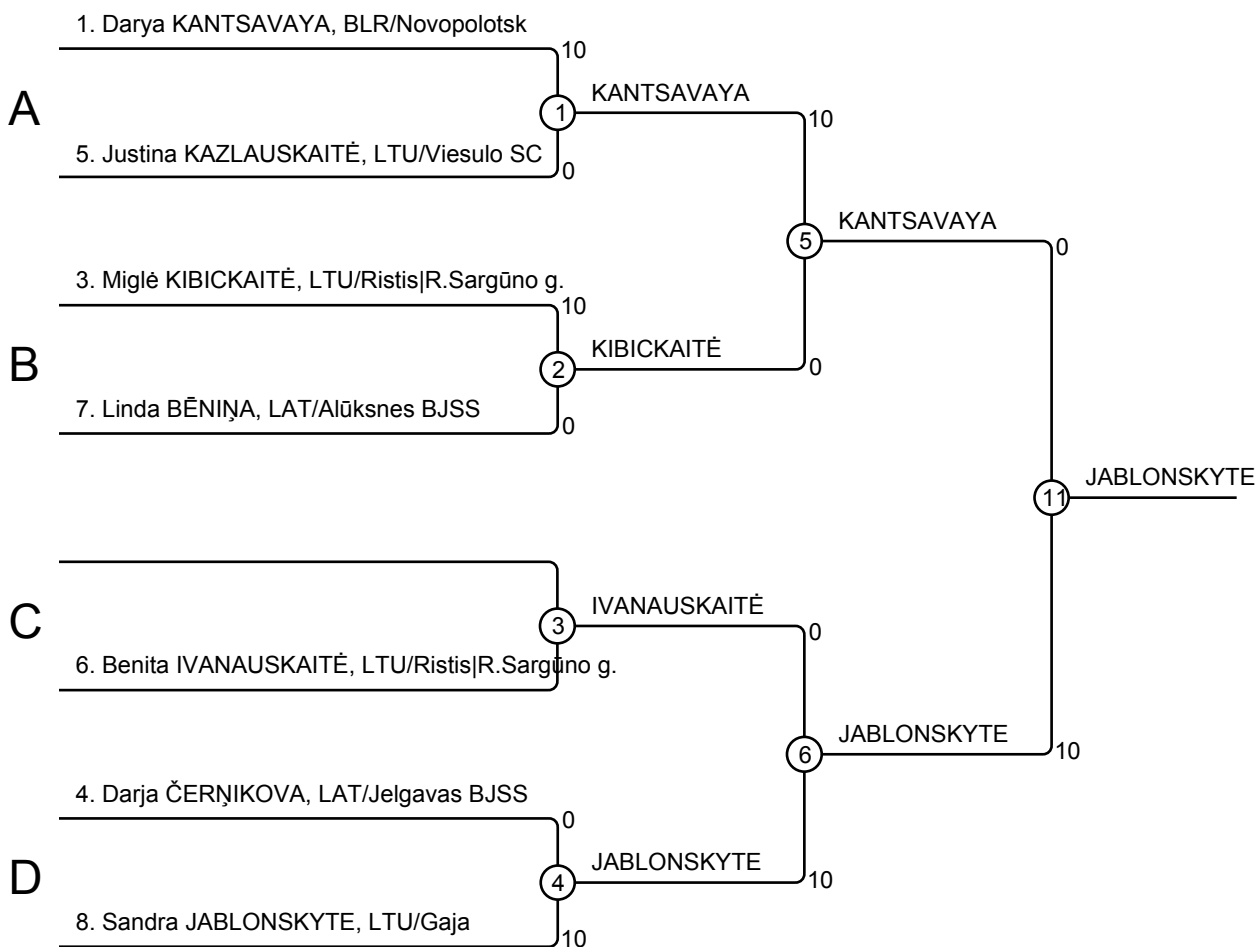 1. Darya KANTSAVAYA, BLR/Novopolotsk
10
A
1
KANTSAVAYA
10
5. Justina KAZLAUSKAITĖ, LTU/Viesulo SC
0
5
KANTSAVAYA
0
3. Miglė KIBICKAITĖ, LTU/Ristis|R.Sargūno g.
10
B
2
KIBICKAITĖ
0
7. Linda BĒNIŅA, LAT/Alūksnes BJSS
0
11
JABLONSKYTE
C
3
IVANAUSKAITĖ
0
6. Benita IVANAUSKAITĖ, LTU/Ristis|R.Sargūno g.
6
JABLONSKYTE
10
4. Darja ČERŅIKOVA, LAT/Jelgavas BJSS
0
D
4
JABLONSKYTE
10
8. Sandra JABLONSKYTE, LTU/Gaja
10